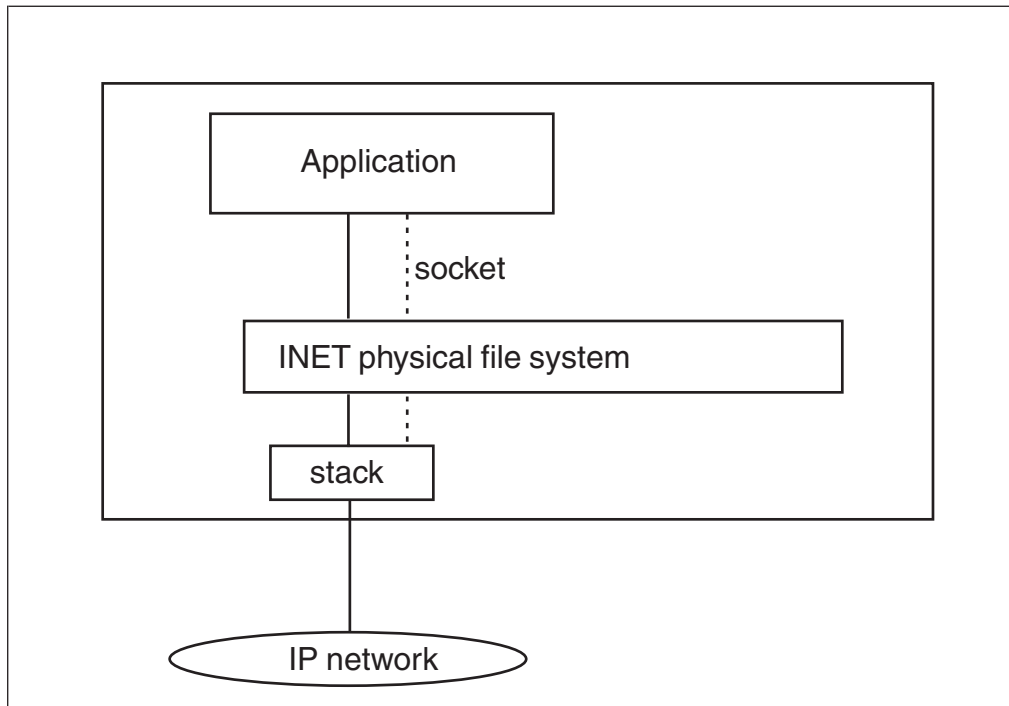 Application
socket
INET physical file system
stack
IP network